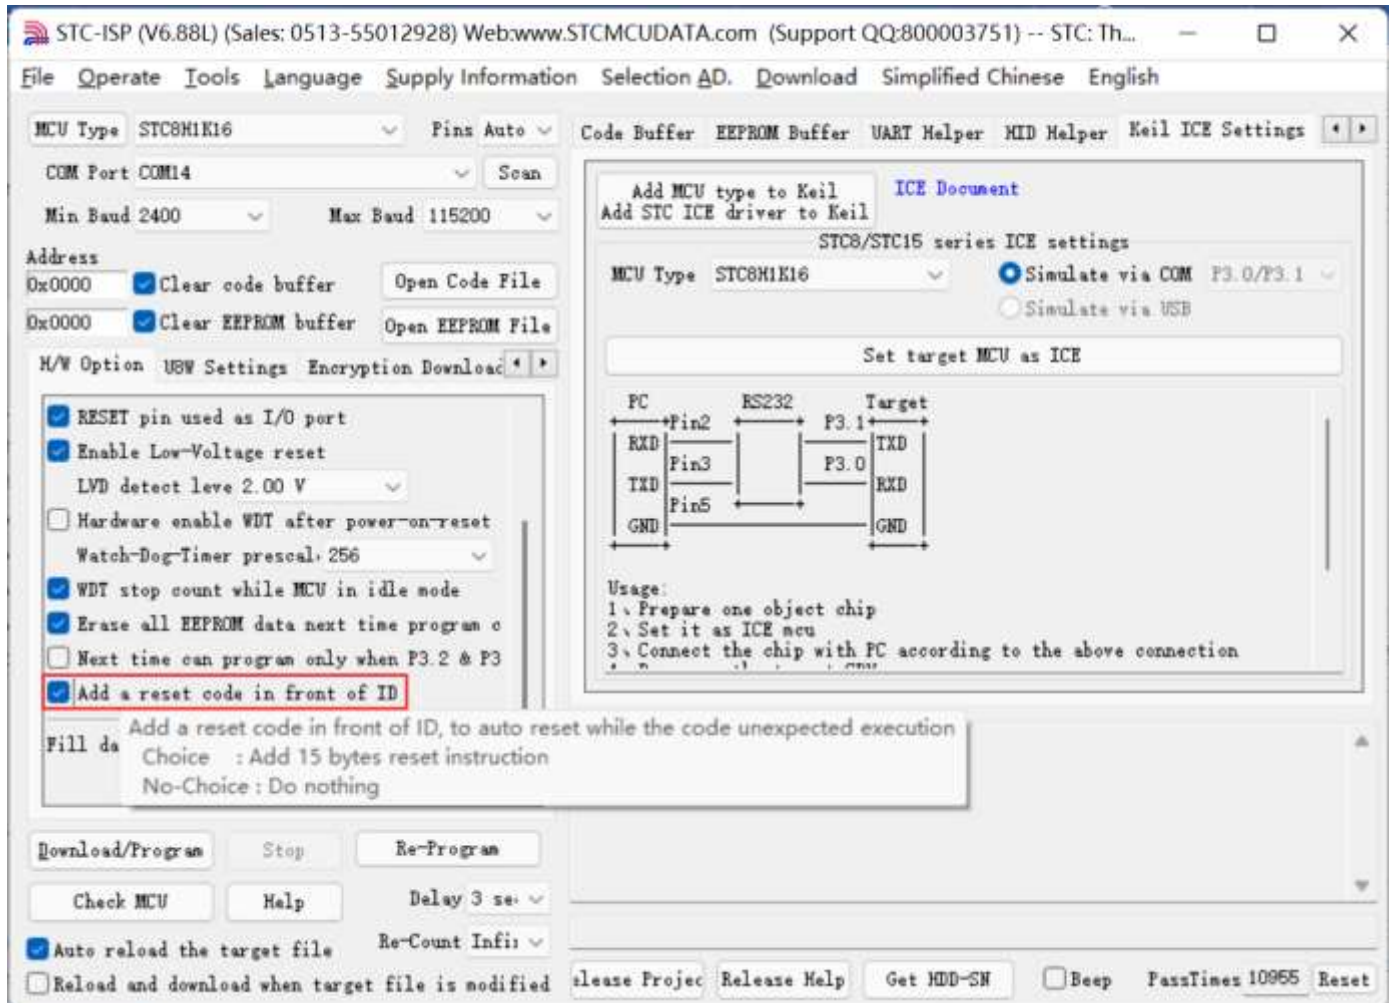 STC-ISP (V6.88L) (Sales: 0513-55012928) Web:www.STCMCUDATA.com (Support QQ:800003751) -- STC: Th...
File Operate Tools Language Supply Information Selection AD. Download Simplified Chinese English
MCU Type STC8H1K16 Pins Auto
COM Port COM14 Scan
Min Baud 2400 Max Baud 115200
Address
0x0000 Clear code buffer Open Code File
0x0000 Clear EEPROM buffer Open EEPROM File
H/W Option U8W Settings Encryption Download
RESET pin used as I/O port
Enable Low-Voltage reset
LVD detect leve 2.00 V
Hardware enable WDT after power-on-reset
Watch-Dog-Timer prescal 256
WDT stop count while MCU in idle mode
Erase all EEPROM data next time program c
Next time can program only when P3.2 & P3
Add a reset code in front of ID
Fill da
Add a reset code in front of ID, to auto reset while the code unexpected execution
Choice : Add 15 bytes reset instruction
No-Choice : Do nothing
Download/Program Stop Re-Program
Check MCU Help Delay 3 se
Auto reload the target file Re-Count Infi
Reload and download when target file is modified
Code Buffer EEPROM Buffer UART Helper HID Helper Keil ICE Settings
Add MCU type to Keil
Add STC ICE driver to Keil
ICE Document
STC8/STC15 series ICE settings
MCU Type STC8H1K16 Simulate via COM P3.0/P3.1
Simulate via USB
Set target MCU as ICE
PC RS232 Target
Pin2 P3.1
RXD TXD
Pin3 P3.0
TXD RXD
Pin5
GND GND
Usage:
1、Prepare one object chip
2、Set it as ICE mcu
3、Connect the chip with PC according to the above connection
elease Projec Release Help Get HDD-SN Beep PassTimes 10955 Reset